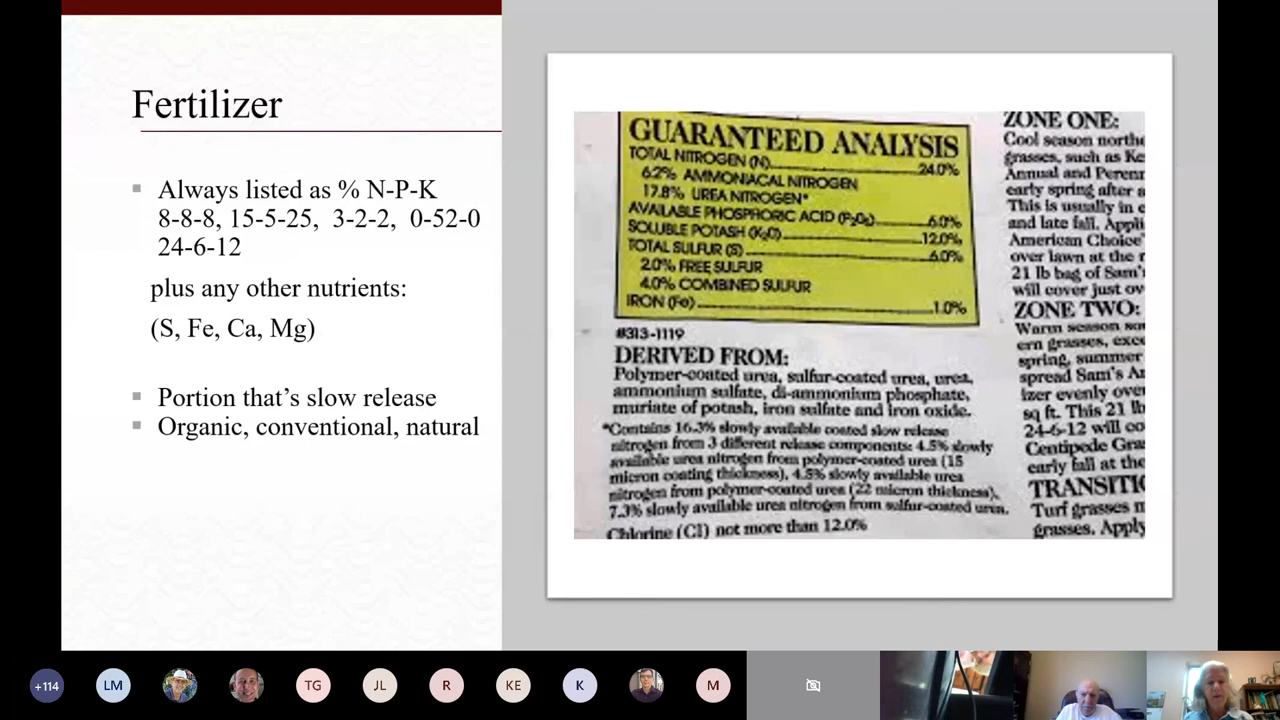 Fertilizer
Always listed as % N-P-K
8-8-8, 15-5-25, 3-2-2, 0-52-0
24-6-12
plus any other nutrients:
(S, Fe, Ca, Mg)
Portion that's slow release
Organic, conventional, natural
GUARANTEED ANALYSIS
TOTAL NITROGEN (N) 24.0%
6.2% AMMONIACAL NITROGEN
17.8% UREA NITROGEN*
AVAILABLE PHOSPHORIC ACID (P₂O₅) 6.0%
SOLUBLE POTASH (K₂O) 12.0%
TOTAL SULFUR (S) 6.0%
2.0% FREE SULFUR
4.0% COMBINED SULFUR
IRON (Fe) 1.0%
#313-1119
DERIVED FROM:
Polymer-coated urea, sulfur-coated urea, urea,
ammonium sulfate, di-ammonium phosphate,
muriate of potash, iron sulfate and iron oxide.
*Contains 16.3% slowly available coated slow release
nitrogen from 3 different release components: 4.5% slowly
available urea nitrogen from polymer-coated urea (15
micron coating thickness), 4.5% slowly available urea
nitrogen from polymer-coated urea (22 micron thickness),
7.3% slowly available urea nitrogen from sulfur-coated urea.
Chlorine (Cl) not more than 12.0%
ZONE ONE:
Cool season northe
grasses, such as Ke
Annual and Perenn
early spring after a
This is usually in e
and late fall. Appli
American Choice
over lawn at the r
21 lb bag of Sam's
will cover just ov
ZONE TWO:
Warm season sou
ern grasses, exce
spring, summer
spread Sam's Am
izer evenly over
sq ft. This 21 lb
24-6-12 will co
Centipede Gra
early fall at the
TRANSITI
Turf grasses m
grasses. Apply
+114
LM
TG
JL
R
KE
K
M